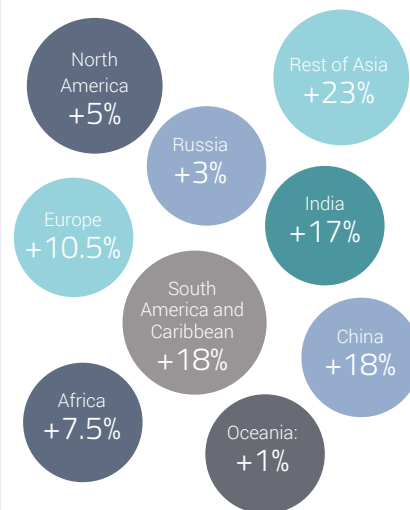 North
America
+5%
Rest of Asia
+23%
Russia
+3%
India
+17%
Europe
+10.5%
South
America and
Caribbean
+18%
China
+18%
Africa
+7.5%
Oceania:
+1%